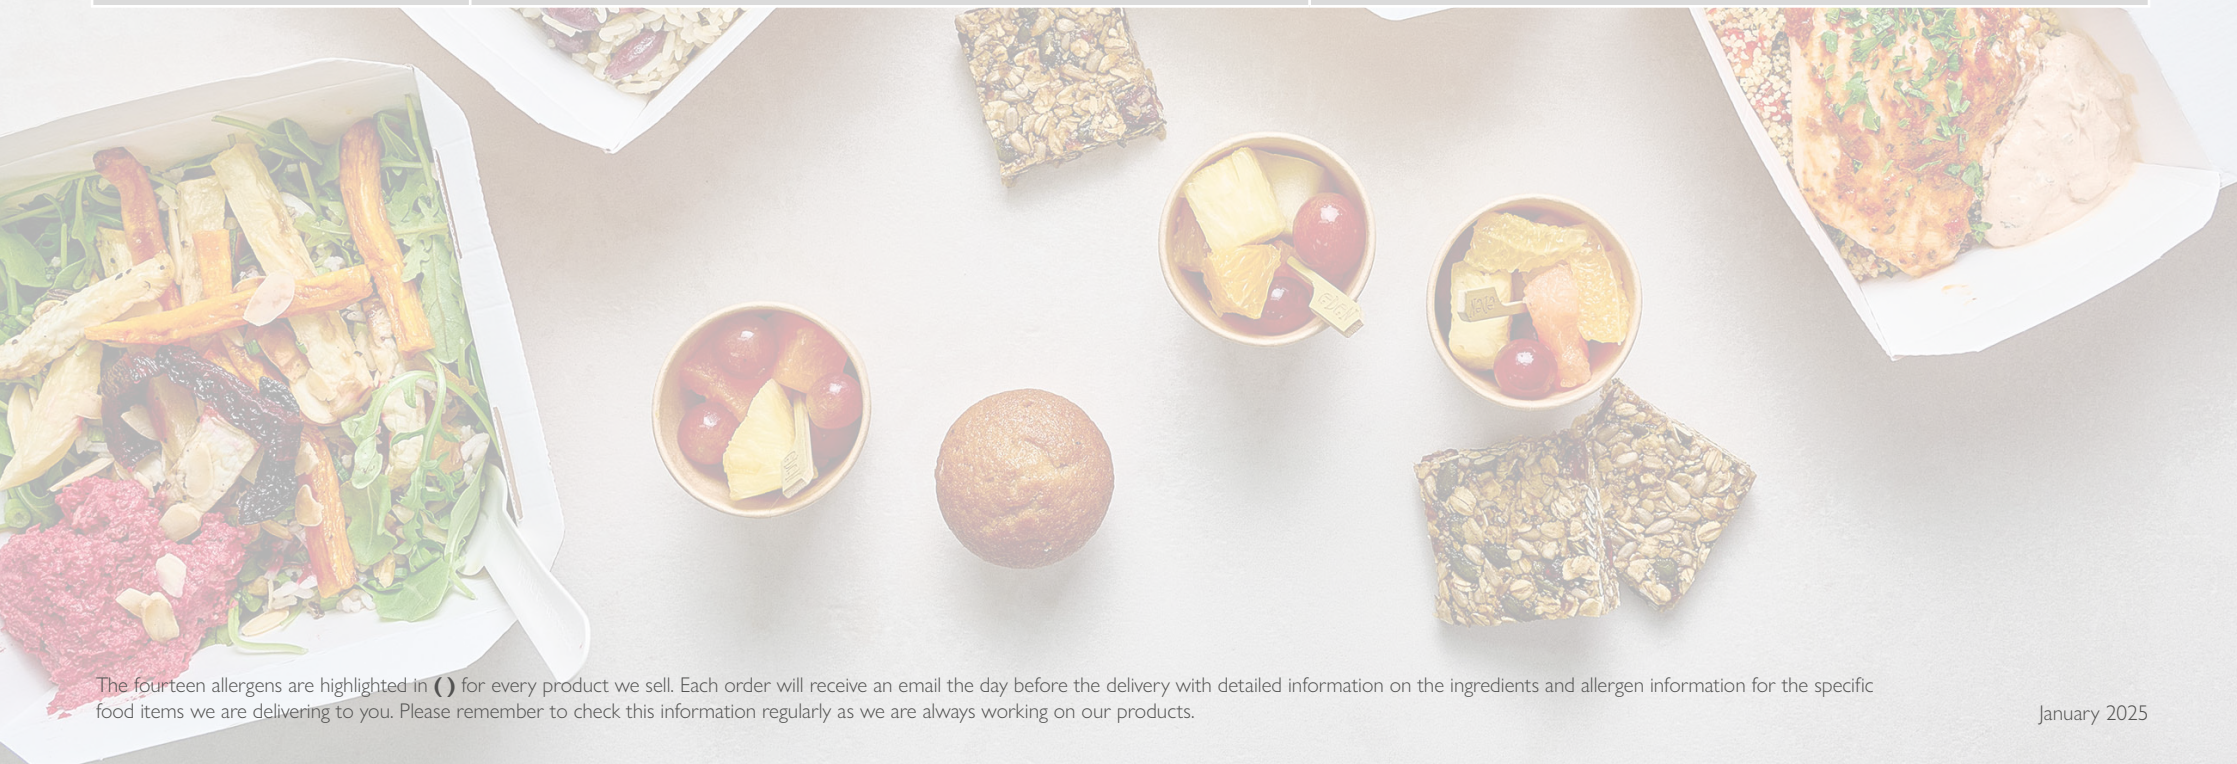 The fourteen allergens are highlighted in ( ) for every product we sell. Each order will receive an email the day before the delivery with detailed information on the ingredients and allergen information for the specific
food items we are delivering to you. Please remember to check this information regularly as we are always working on our products.
January 2025